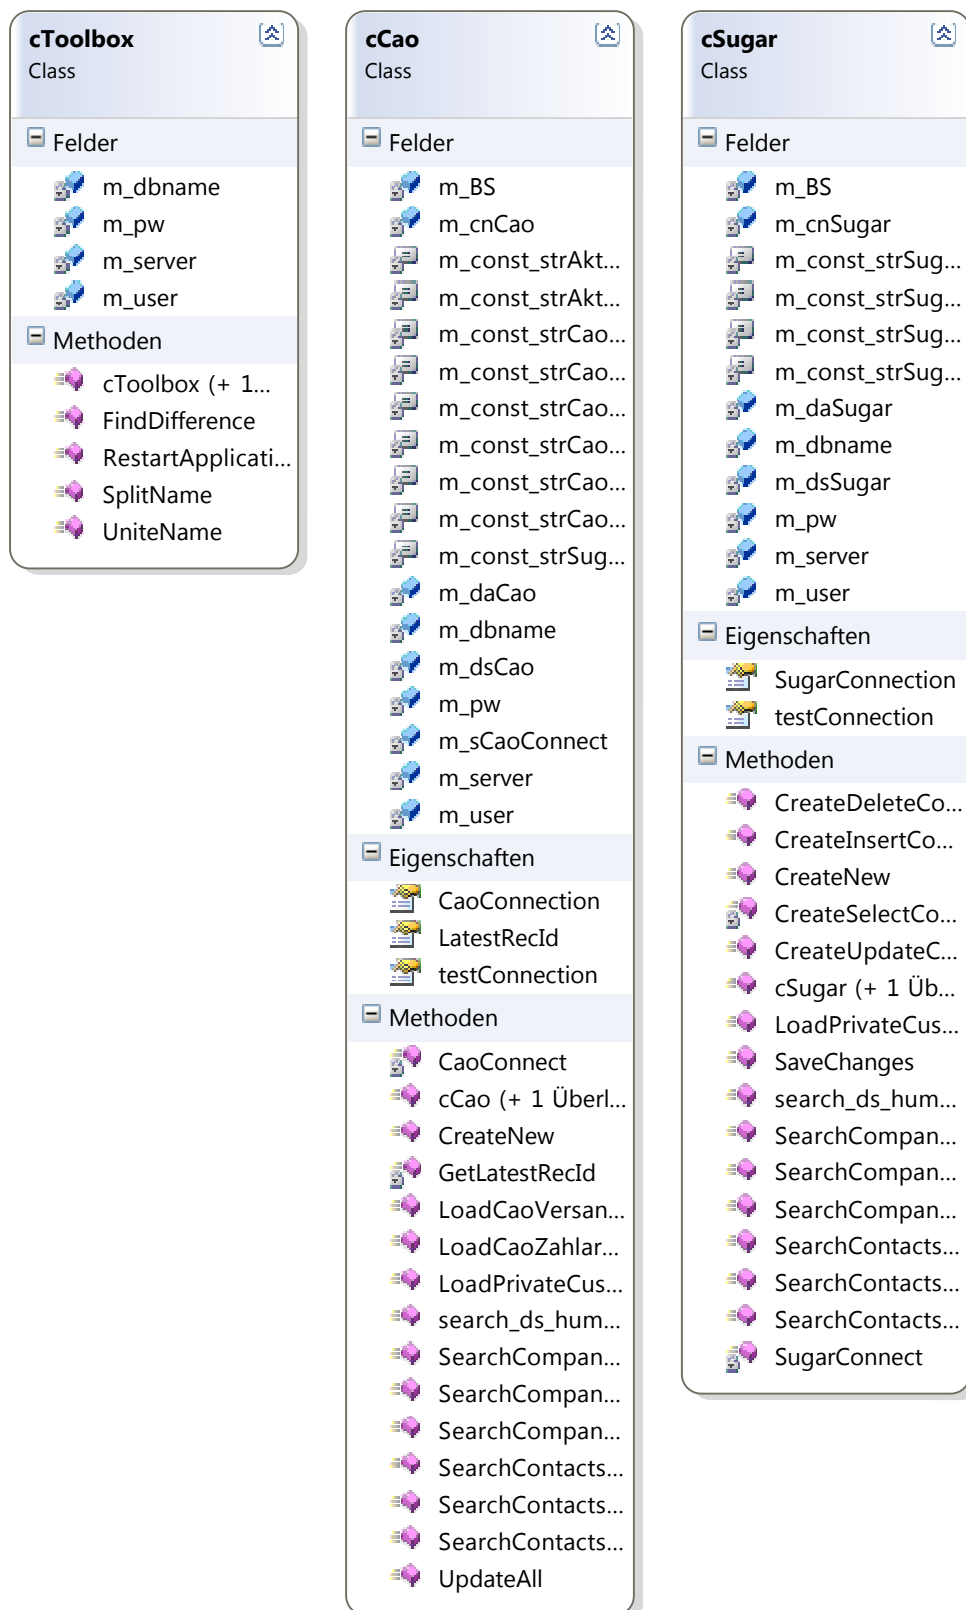 cToolbox
Class
Felder
m_dbname
m_pw
m_server
m_user
Methoden
cToolbox (+ 1...
FindDifference
RestartApplicati...
SplitName
UniteName
cCao
Class
Felder
m_BS
m_cnCao
m_const_strAkt...
m_const_strAkt...
m_const_strCao...
m_const_strCao...
m_const_strCao...
m_const_strCao...
m_const_strCao...
m_const_strCao...
m_const_strSug...
m_daCao
m_dbname
m_dsCao
m_pw
m_sCaoConnect
m_server
m_user
Eigenschaften
CaoConnection
LatestRecId
testConnection
Methoden
CaoConnect
cCao (+ 1 Überl...
CreateNew
GetLatestRecId
LoadCaoVersan...
LoadCaoZahlar...
LoadPrivateCus...
search_ds_hum...
SearchCompan...
SearchCompan...
SearchCompan...
SearchContacts...
SearchContacts...
SearchContacts...
UpdateAll
cSugar
Class
Felder
m_BS
m_cnSugar
m_const_strSug...
m_const_strSug...
m_const_strSug...
m_const_strSug...
m_daSugar
m_dbname
m_dsSugar
m_pw
m_server
m_user
Eigenschaften
SugarConnection
testConnection
Methoden
CreateDeleteCo...
CreateInsertCo...
CreateNew
CreateSelectCo...
CreateUpdateC...
cSugar (+ 1 Üb...
LoadPrivateCus...
SaveChanges
search_ds_hum...
SearchCompan...
SearchCompan...
SearchCompan...
SearchContacts...
SearchContacts...
SearchContacts...
SugarConnect